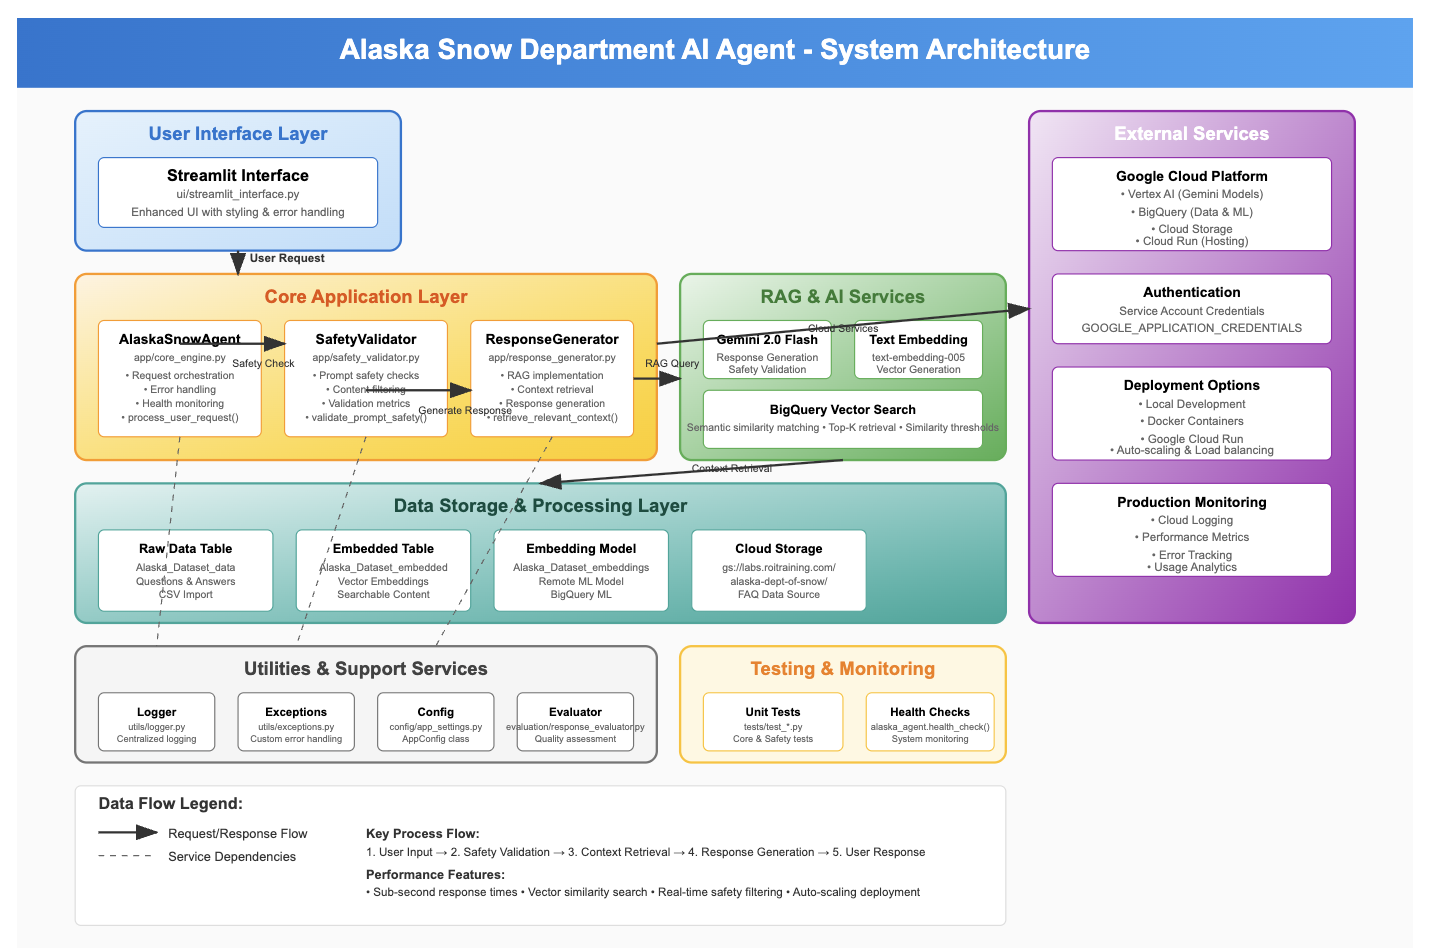 Alaska Snow Department AI Agent - System Architecture
User Interface Layer
Streamlit Interface
ui/streamlit_interface.py
Enhanced UI with styling & error handling
User Request
Core Application Layer
AlaskaSnowAgent
app/core_engine.py
• Request orchestration
• Error handling
• Health monitoring
• process_user_request()
Safety Check
SafetyValidator
app/safety_validator.py
• Prompt safety checks
• Content filtering
• Validation metrics
• validate_prompt_safety()
Generate Response
ResponseGenerator
app/response_generator.py
• RAG implementation
• Context retrieval
• Response generation
• retrieve_relevant_context()
RAG Query
RAG & AI Services
Cloud Services
Gemini 2.0 Flash
Response Generation
Safety Validation
Text Embedding
text-embedding-005
Vector Generation
BigQuery Vector Search
Semantic similarity matching • Top-K retrieval • Similarity thresholds
Context Retrieval
External Services
Google Cloud Platform
• Vertex AI (Gemini Models)
• BigQuery (Data & ML)
• Cloud Storage
• Cloud Run (Hosting)
Authentication
Service Account Credentials
GOOGLE_APPLICATION_CREDENTIALS
Deployment Options
• Local Development
• Docker Containers
• Google Cloud Run
• Auto-scaling & Load balancing
Production Monitoring
• Cloud Logging
• Performance Metrics
• Error Tracking
• Usage Analytics
Data Storage & Processing Layer
Raw Data Table
Alaska_Dataset_data
Questions & Answers
CSV Import
Embedded Table
Alaska_Dataset_embedded
Vector Embeddings
Searchable Content
Embedding Model
Alaska_Dataset_embeddings
Remote ML Model
BigQuery ML
Cloud Storage
gs://labs.roitraining.com/
alaska-dept-of-snow/
FAQ Data Source
Utilities & Support Services
Logger
utils/logger.py
Centralized logging
Exceptions
utils/exceptions.py
Custom error handling
Config
config/app_settings.py
AppConfig class
Evaluator
evaluation/response_evaluator.py
Quality assessment
Testing & Monitoring
Unit Tests
tests/test_*.py
Core & Safety tests
Health Checks
alaska_agent.health_check()
System monitoring
Data Flow Legend:
Request/Response Flow
Service Dependencies
Key Process Flow:
1. User Input → 2. Safety Validation → 3. Context Retrieval → 4. Response Generation → 5. User Response
Performance Features:
• Sub-second response times • Vector similarity search • Real-time safety filtering • Auto-scaling deployment